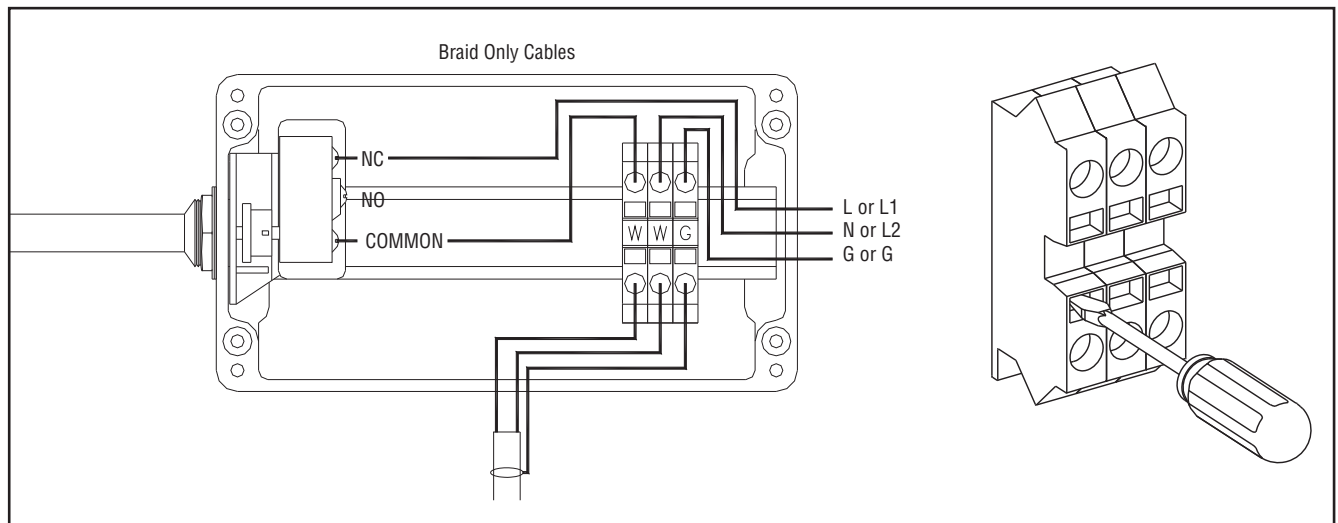 Braid Only Cables
NC
NO
COMMON
W W G
L or L1
N or L2
G or G